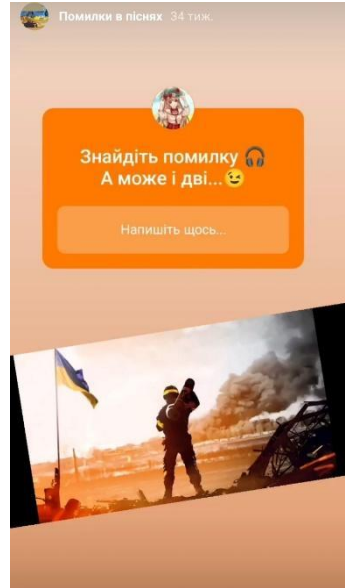 Помилки в піснях 34 тиж.
Знайдіть помилку 🎧
А може і дві...😉
Напишіть щось...